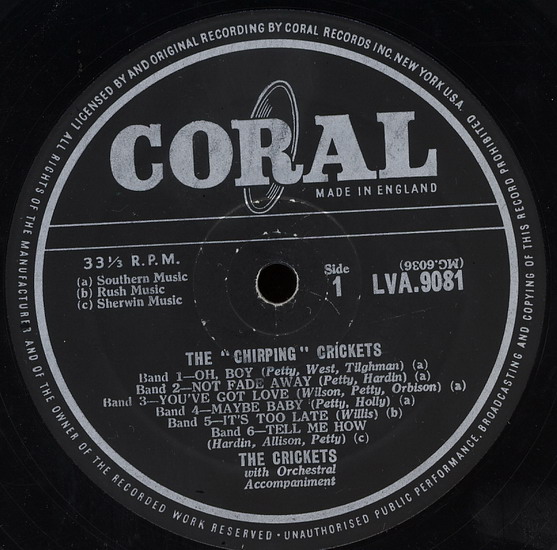 LICENSED BY AND ORIGINAL RECORDING BY CORAL RECORDS INC. NEW YORK USA.
CORAL
MADE IN ENGLAND
33⅓ R.P.M.
(a) Southern Music
(b) Rush Music
(c) Sherwin Music
Side
1
(MG.6036)
LVA.9081
THE "CHIRPING" CRICKETS
Band 1—OH, BOY (Petty, West, Tilghman) (a)
Band 2—NOT FADE AWAY (Petty, Hardin) (a)
Band 3—YOU'VE GOT LOVE (Wilson, Petty, Orbison) (a)
Band 4—MAYBE BABY (Petty, Holly) (a)
Band 5—IT'S TOO LATE (Willis) (b)
Band 6—TELL ME HOW
(Hardin, Allison, Petty) (c)
THE CRICKETS
with Orchestral
Accompaniment
ALL RIGHTS OF THE MANUFACTURER AND OF THE OWNER OF THE RECORDED WORK RESERVED · UNAUTHORISED PUBLIC PERFORMANCE, BROADCASTING AND COPYING OF THIS RECORD PROHIBITED